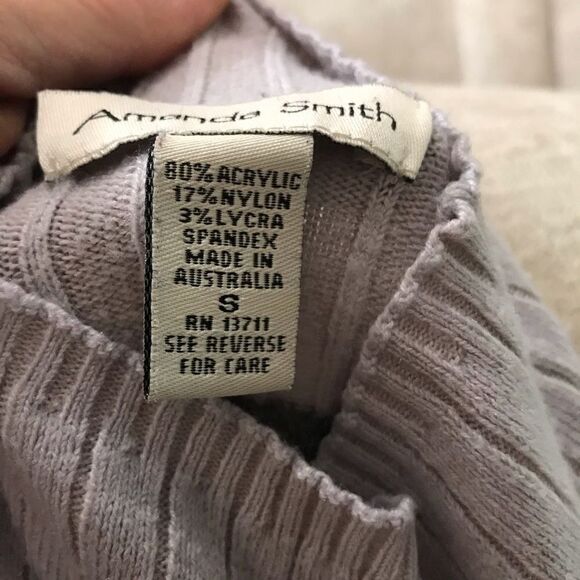 Amanda Smith
80% ACRYLIC
17% NYLON
3% LYCRA
SPANDEX
MADE IN
AUSTRALIA
S
RN 13711
SEE REVERSE
FOR CARE